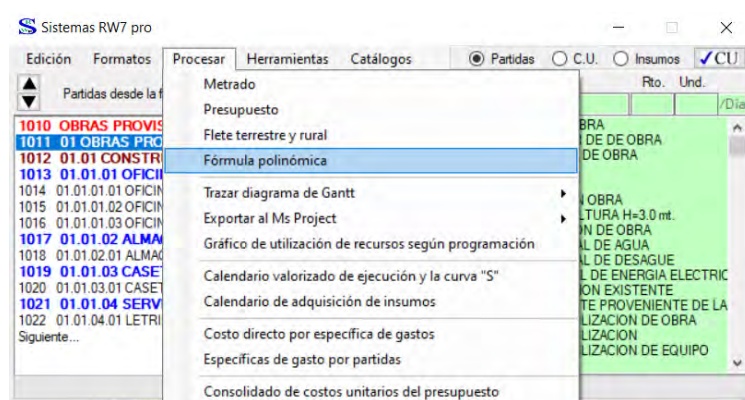 Sistemas RW7 pro
Edición Formatos Procesar Herramientas Catálogos Partidas C.U. Insumos ✓CU
Partidas desde la f
Rto. Und.
/Día
1010 OBRAS PROVIS
1011 01 OBRAS PRO
1012 01.01 CONSTR
1013 01.01.01 OFICI
1014 01.01.01.01 OFICIN
1015 01.01.01.02 OFICIN
1016 01.01.01.03 OFICIN
1017 01.01.02 ALMA
1018 01.01.02.01 ALMA
1019 01.01.03 CASE
1020 01.01.03.01 CASET
1021 01.01.04 SERV
1022 01.01.04.01 LETRI
Siguiente...
Metrado
Presupuesto
Flete terrestre y rural
Fórmula polinómica
Trazar diagrama de Gantt
Exportar al Ms Project
Gráfico de utilización de recursos según programación
Calendario valorizado de ejecución y la curva "S"
Calendario de adquisición de insumos
Costo directo por específica de gastos
Específicas de gasto por partidas
Consolidado de costos unitarios del presupuesto
BRA
DE DE OBRA
DE OBRA
OBRA
LTURA H=3.0 mt.
ON DE OBRA
AL DE AGUA
AL DE DESAGUE
L DE ENERGIA ELECTRIC
ION EXISTENTE
TE PROVENIENTE DE LA
LIZACION DE OBRA
LIZACION
LIZACION DE EQUIPO